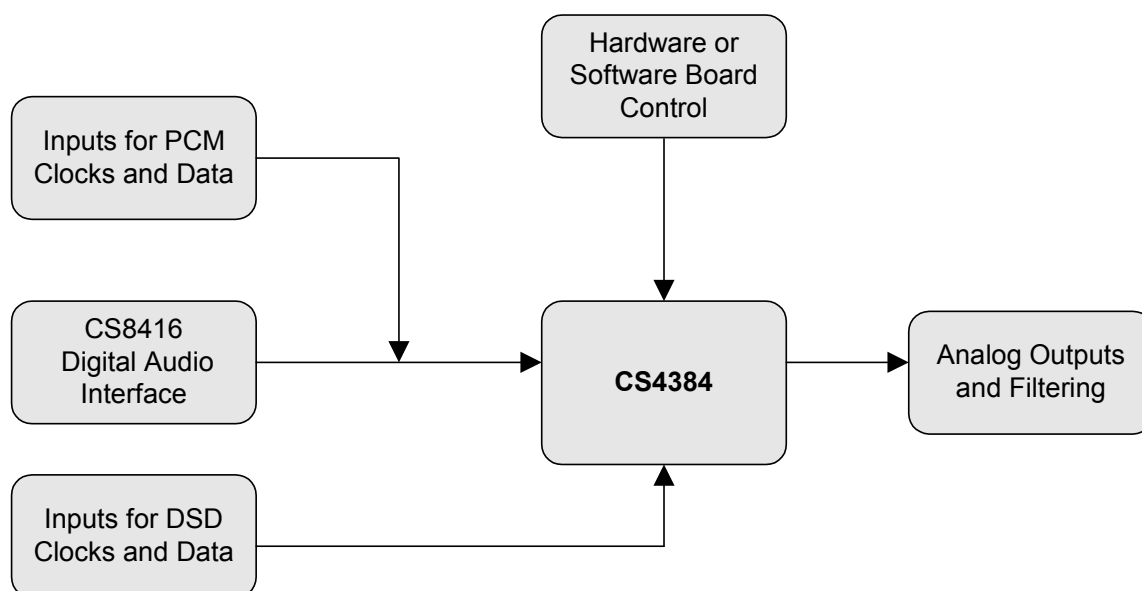 Hardware or
Software Board
Control
Inputs for PCM
Clocks and Data
CS8416
Digital Audio
Interface
CS4384
Analog Outputs
and Filtering
Inputs for DSD
Clocks and Data